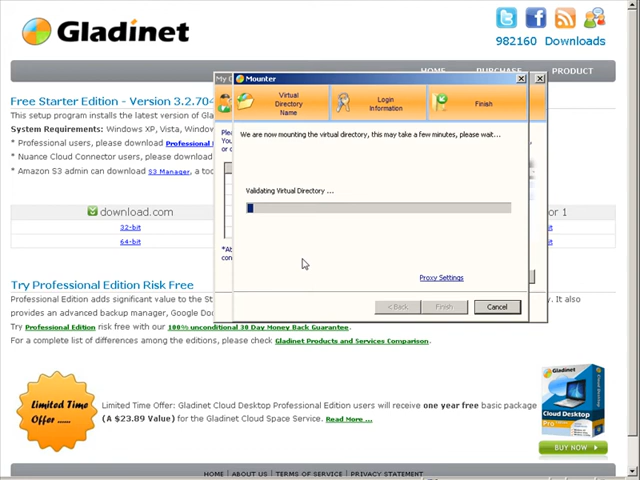 Gladinet
982160 Downloads
HOME PURCHASE PRODUCT
Free Starter Edition - Version 3.2.704
This setup program installs the latest version of Gla
System Requirements: Windows XP, Vista, Window
* Professional users, please download Professional
* Nuance Cloud Connector users, please download
* Amazon S3 admin can download S3 Manager, a too
download.com
or 1
32-bit
64-bit
My
Mounter
Virtual
Directory
Name
Login
Information
Finish
We are now mounting the virtual directory, this may take a few minutes, please wait...
Validating Virtual Directory ...
Proxy Settings
< Back
Finish
Cancel
Try Professional Edition Risk Free
Professional Edition adds significant value to the
It also
provides an advanced backup manager, Google
Try Professional Edition risk free with our 100% unconditional 30 Day Money Back Guarantee.
For a complete list of differences among the editions, please check Gladinet Products and Services Comparison.
Limited Time
Offer ......
Limited Time Offer: Gladinet Cloud Desktop Professional Edition users will receive one year free basic package
(A $23.89 Value) for the Gladinet Cloud Space Service. Read More ...
Gladinet
Cloud Desktop
Pro
BUY NOW
HOME | ABOUT US | TERMS OF SERVICE | PRIVACY STATEMENT